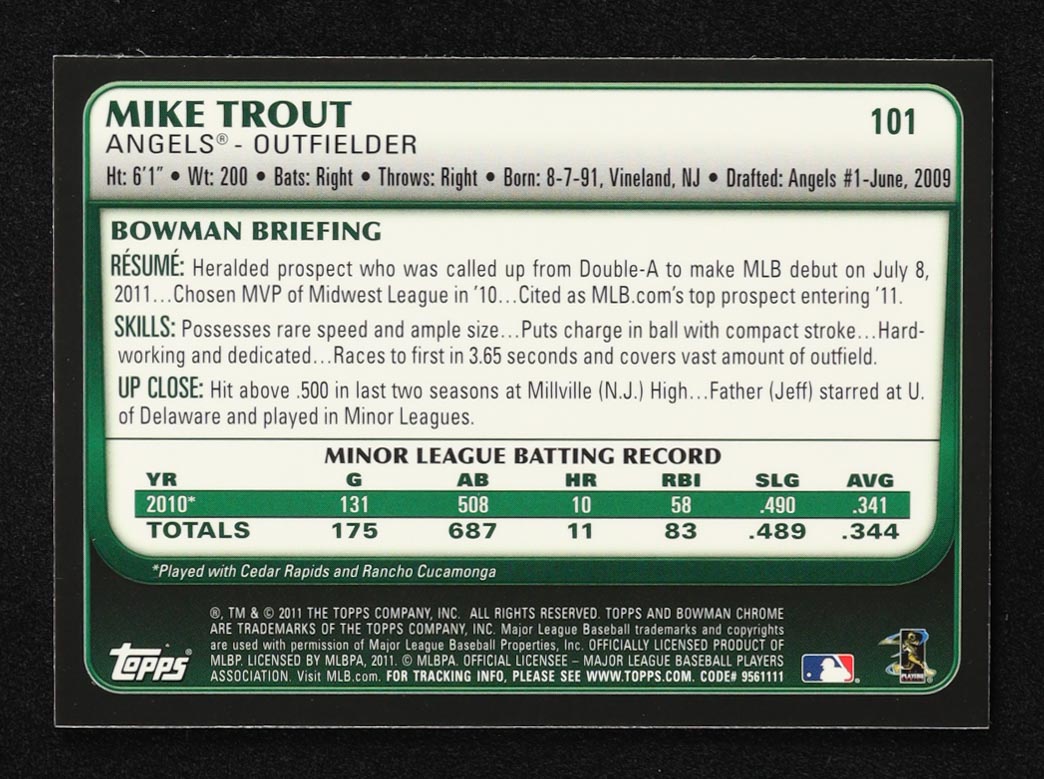 MIKE TROUT
101
ANGELS® - OUTFIELDER
Ht: 6'1" • Wt: 200 • Bats: Right • Throws: Right • Born: 8-7-91, Vineland, NJ • Drafted: Angels #1-June, 2009
BOWMAN BRIEFING
RÉSUMÉ: Heralded prospect who was called up from Double-A to make MLB debut on July 8,
2011...Chosen MVP of Midwest League in '10...Cited as MLB.com's top prospect entering '11.
SKILLS: Possesses rare speed and ample size...Puts charge in ball with compact stroke...Hard-
working and dedicated...Races to first in 3.65 seconds and covers vast amount of outfield.
UP CLOSE: Hit above .500 in last two seasons at Millville (N.J.) High...Father (Jeff) starred at U.
of Delaware and played in Minor Leagues.
MINOR LEAGUE BATTING RECORD
YR G AB HR RBI SLG AVG
2010* 131 508 10 58 .490 .341
TOTALS 175 687 11 83 .489 .344
*Played with Cedar Rapids and Rancho Cucamonga
®, TM & © 2011 THE TOPPS COMPANY, INC. ALL RIGHTS RESERVED. TOPPS AND BOWMAN CHROME
ARE TRADEMARKS OF THE TOPPS COMPANY, INC. Major League Baseball trademarks and copyrights
are used with permission of Major League Baseball Properties, Inc. OFFICIALLY LICENSED PRODUCT OF
MLBP. LICENSED BY MLBPA, 2011. © MLBPA. OFFICIAL LICENSEE – MAJOR LEAGUE BASEBALL PLAYERS
ASSOCIATION. Visit MLB.com. FOR TRACKING INFO, PLEASE SEE WWW.TOPPS.COM. CODE# 9561111
Topps®
PLAYERS